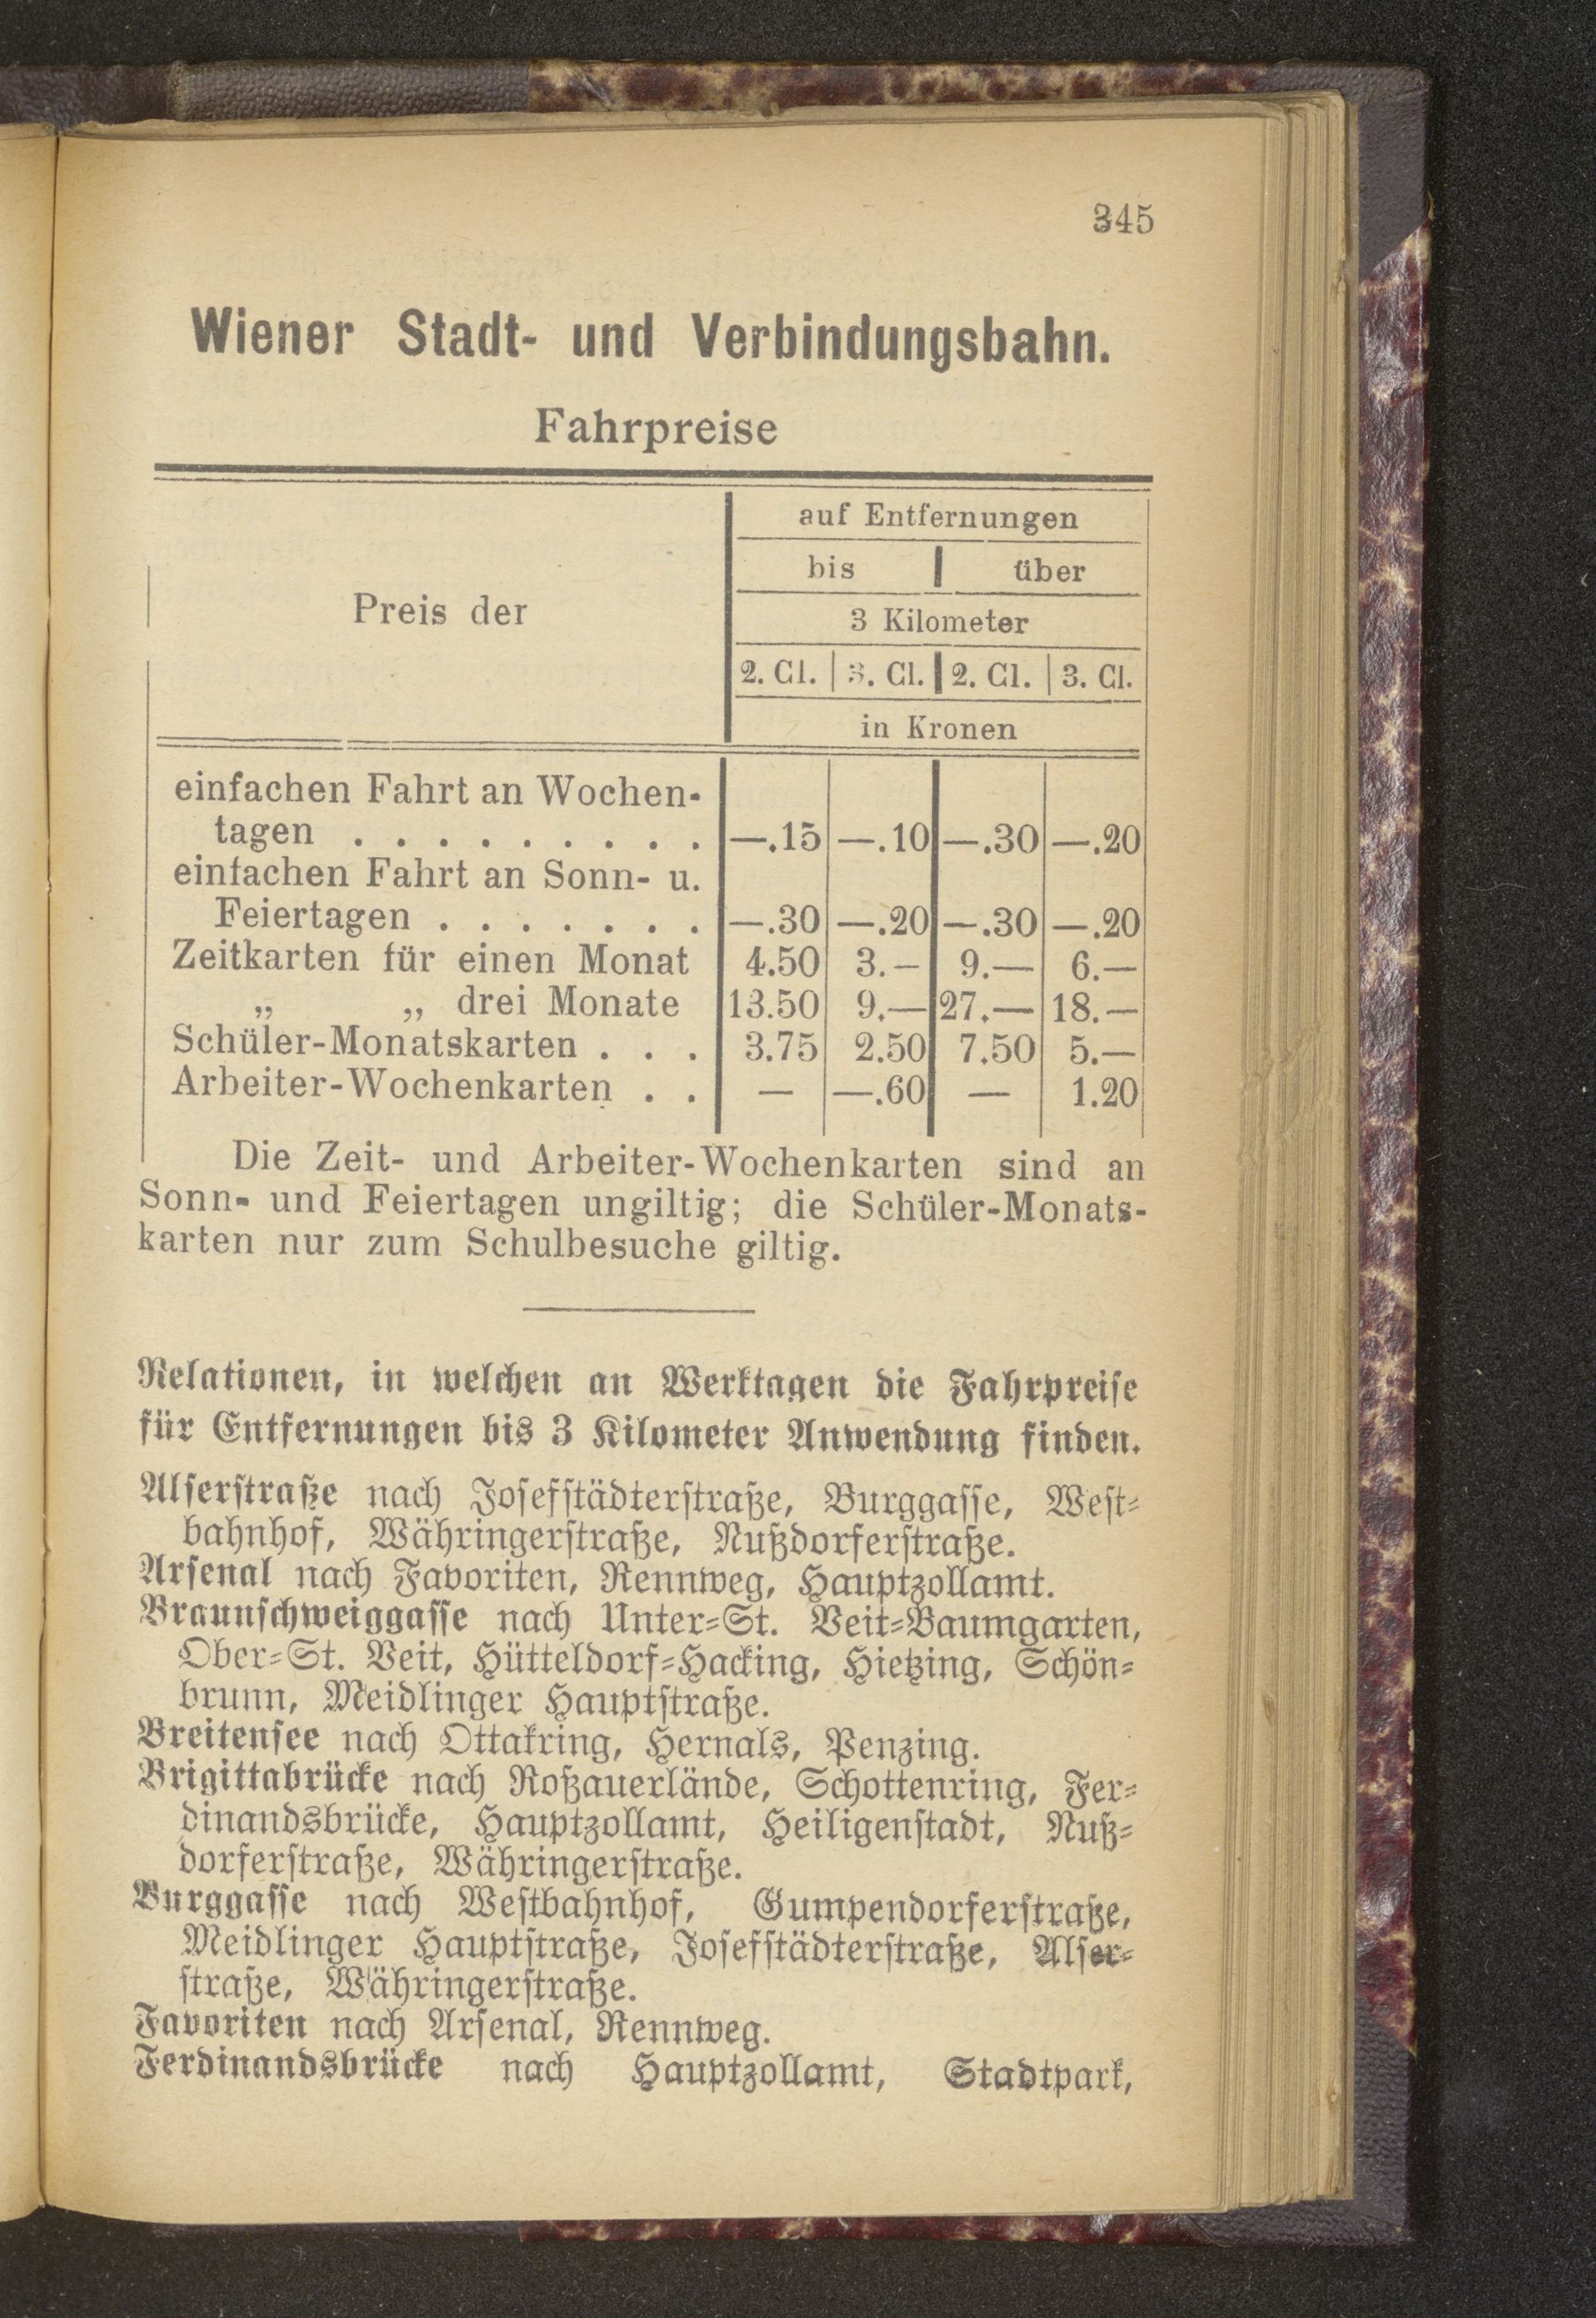 345
Wiener Stadt- und Verbindungsbahn.
Fahrpreise
auf Entfernungen
bis | über
Preis der
3 Kilometer
2. Cl. | 3. Cl. | 2. Cl. | 3. Cl.
in Kronen
einfachen Fahrt an Wochen-
tagen . . . . . . . . . —.15 —.10 —.30 —.20
einfachen Fahrt an Sonn- u.
Feiertagen . . . . . . . —.30 —.20 —.30 —.20
Zeitkarten für einen Monat 4.50 3.— 9.— 6.—
„ „ drei Monate 13.50 9.— 27.— 18.—
Schüler-Monatskarten . . . 3.75 2.50 7.50 5.—
Arbeiter-Wochenkarten . . — —.60 — 1.20
Die Zeit- und Arbeiter-Wochenkarten sind an
Sonn- und Feiertagen ungiltig; die Schüler-Monats-
karten nur zum Schulbesuche giltig.
Relationen, in welchen an Werktagen die Fahrpreise
für Entfernungen bis 3 Kilometer Anwendung finden.
Alserstraße nach Josefstädterstraße, Burggasse, West-
bahnhof, Währingerstraße, Nußdorferstraße.
Arsenal nach Favoriten, Rennweg, Hauptzollamt.
Braunschweiggasse nach Unter-St. Veit-Baumgarten,
Ober-St. Veit, Hütteldorf-Hacking, Hietzing, Schön-
brunn, Meidlinger Hauptstraße.
Breitensee nach Ottakring, Hernals, Penzing.
Brigittabrücke nach Roßauerlände, Schottenring, Fer-
dinandsbrücke, Hauptzollamt, Heiligenstadt, Nuß-
dorferstraße, Währingerstraße.
Burggasse nach Westbahnhof, Gumpendorferstraße,
Meidlinger Hauptstraße, Josefstädterstraße, Alser-
straße, Währingerstraße.
Favoriten nach Arsenal, Rennweg.
Ferdinandsbrücke nach Hauptzollamt, Stadtpark,